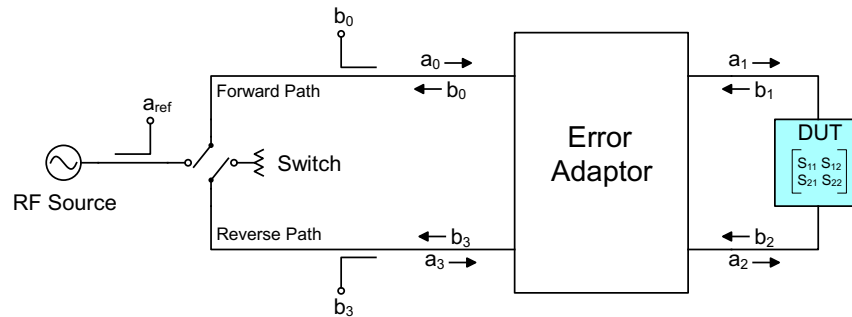 b0
a0
a1
Forward Path
b0
b1
aref
DUT
Error
Adaptor
S11 S12
S21 S22
Switch
RF Source
Reverse Path
b3
b2
a3
a2
b3